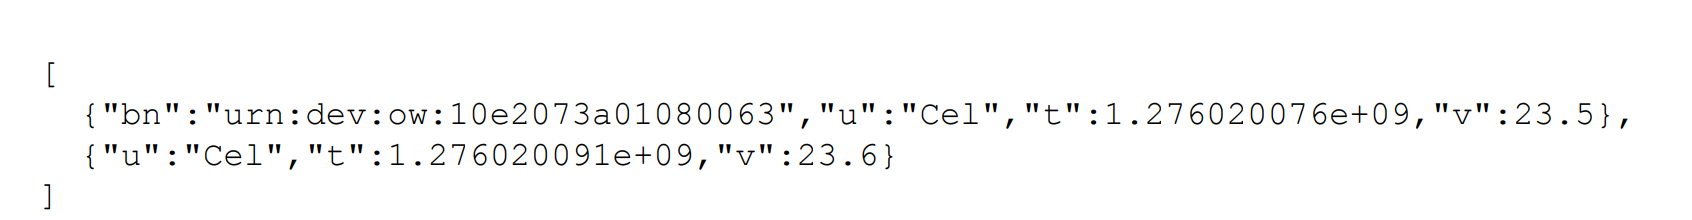 [
  {"bn":"urn:dev:ow:10e2073a01080063","u":"Cel","t":1.276020076e+09,"v":23.5},
  {"u":"Cel","t":1.276020091e+09,"v":23.6}
]